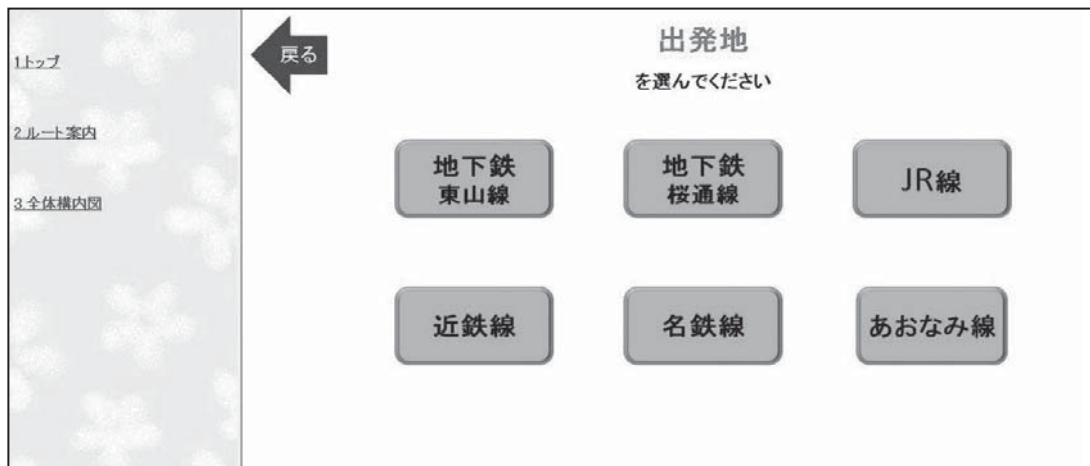 1.トップ
2.ルート案内
3.全体構内図
戻る
出発地
を選んでください
地下鉄
東山線
地下鉄
桜通線
JR線
近鉄線
名鉄線
あおなみ線